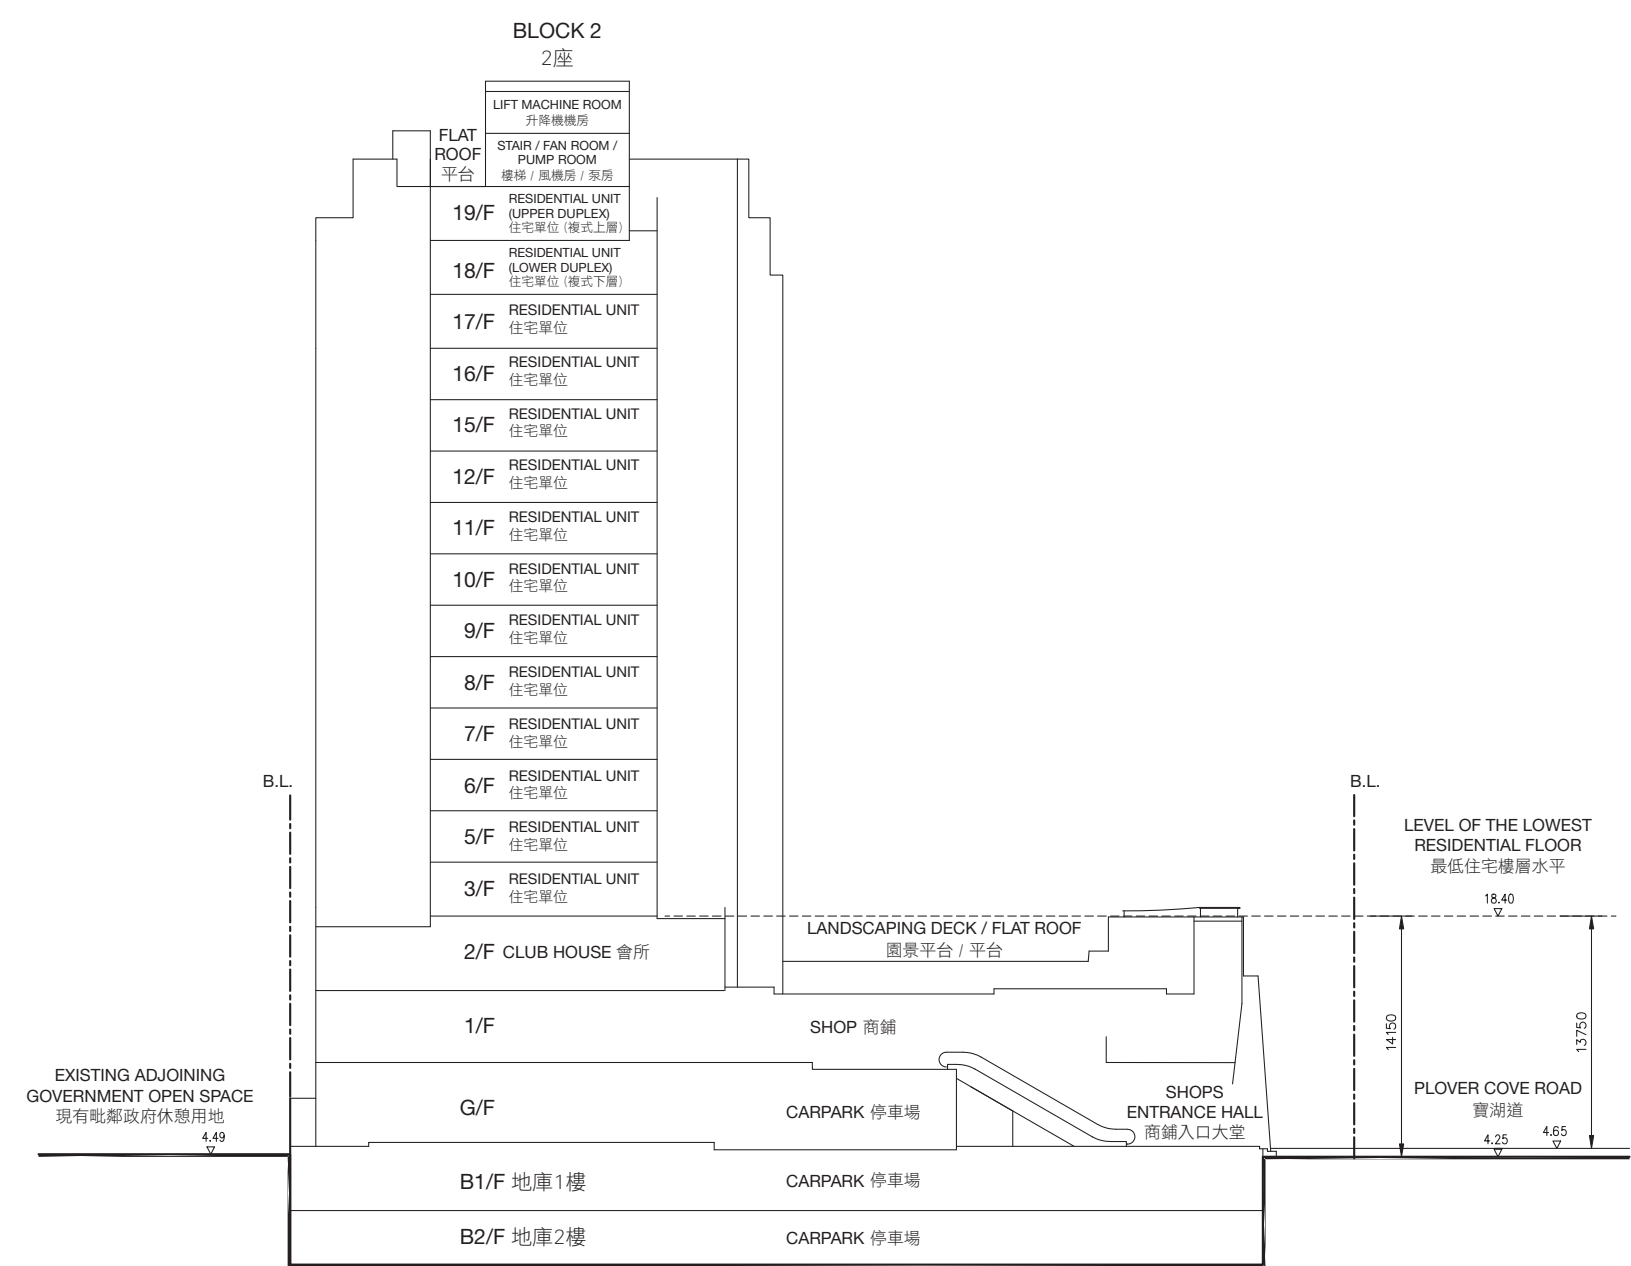 BLOCK 2
2座
LIFT MACHINE ROOM
升降機機房
FLAT
ROOF
平台
STAIR / FAN ROOM /
PUMP ROOM
樓梯 / 風機房 / 泵房
19/F
RESIDENTIAL UNIT
(UPPER DUPLEX)
住宅單位 (複式上層)
18/F
RESIDENTIAL UNIT
(LOWER DUPLEX)
住宅單位 (複式下層)
17/F
RESIDENTIAL UNIT
住宅單位
16/F
RESIDENTIAL UNIT
住宅單位
15/F
RESIDENTIAL UNIT
住宅單位
12/F
RESIDENTIAL UNIT
住宅單位
11/F
RESIDENTIAL UNIT
住宅單位
10/F
RESIDENTIAL UNIT
住宅單位
9/F
RESIDENTIAL UNIT
住宅單位
8/F
RESIDENTIAL UNIT
住宅單位
7/F
RESIDENTIAL UNIT
住宅單位
6/F
RESIDENTIAL UNIT
住宅單位
5/F
RESIDENTIAL UNIT
住宅單位
3/F
RESIDENTIAL UNIT
住宅單位
B.L.
B.L.
LEVEL OF THE LOWEST
RESIDENTIAL FLOOR
最低住宅樓層水平
18.40
LANDSCAPING DECK / FLAT ROOF
園景平台 / 平台
2/F CLUB HOUSE 會所
1/F
SHOP 商鋪
14150
13750
EXISTING ADJOINING
GOVERNMENT OPEN SPACE
現有毗鄰政府休憩用地
4.49
G/F
CARPARK 停車場
SHOPS
ENTRANCE HALL
商鋪入口大堂
PLOVER COVE ROAD
寶湖道
4.25
4.65
B1/F 地庫1樓
CARPARK 停車場
B2/F 地庫2樓
CARPARK 停車場